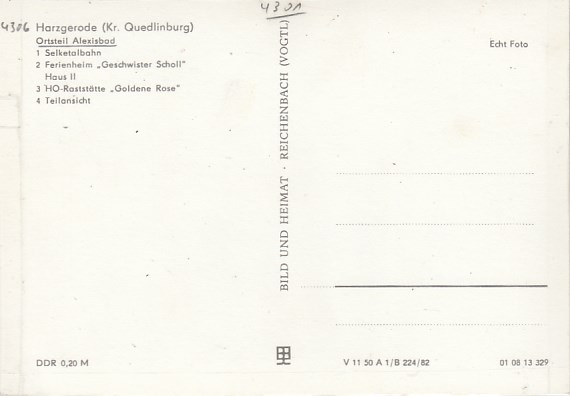 4301
4306 Harzgerode (Kr. Quedlinburg)
Ortsteil Alexisbad
1 Selketalbahn
2 Ferienheim „Geschwister Scholl"
Haus II
3 HO-Raststätte „Goldene Rose"
4 Teilansicht
Echt Foto
BILD UND HEIMAT · REICHENBACH (VOGTL)
DDR 0,20 M
V 11 50 A 1/B 224/82
01 08 13 329